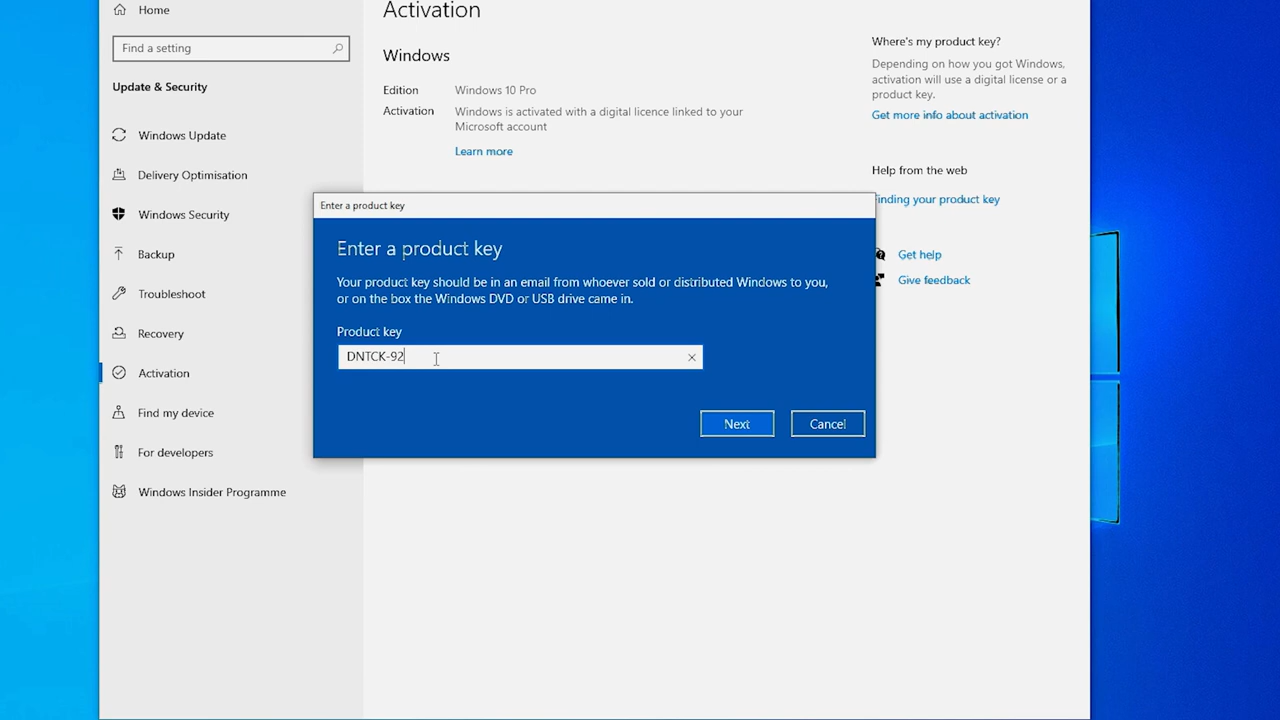 Home
Find a setting
Update & Security
Windows Update
Delivery Optimisation
Windows Security
Backup
Troubleshoot
Recovery
Activation
Find my device
For developers
Windows Insider Programme
Activation
Windows
Edition Windows 10 Pro
Activation Windows is activated with a digital licence linked to your
Microsoft account
Learn more
Enter a product key
Enter a product key
Your product key should be in an email from whoever sold or distributed Windows to you,
or on the box the Windows DVD or USB drive came in.
Product key
DNTCK-92
Next Cancel
Where's my product key?
Depending on how you got Windows,
activation will use a digital license or a
product key.
Get more info about activation
Help from the web
Finding your product key
Get help
Give feedback